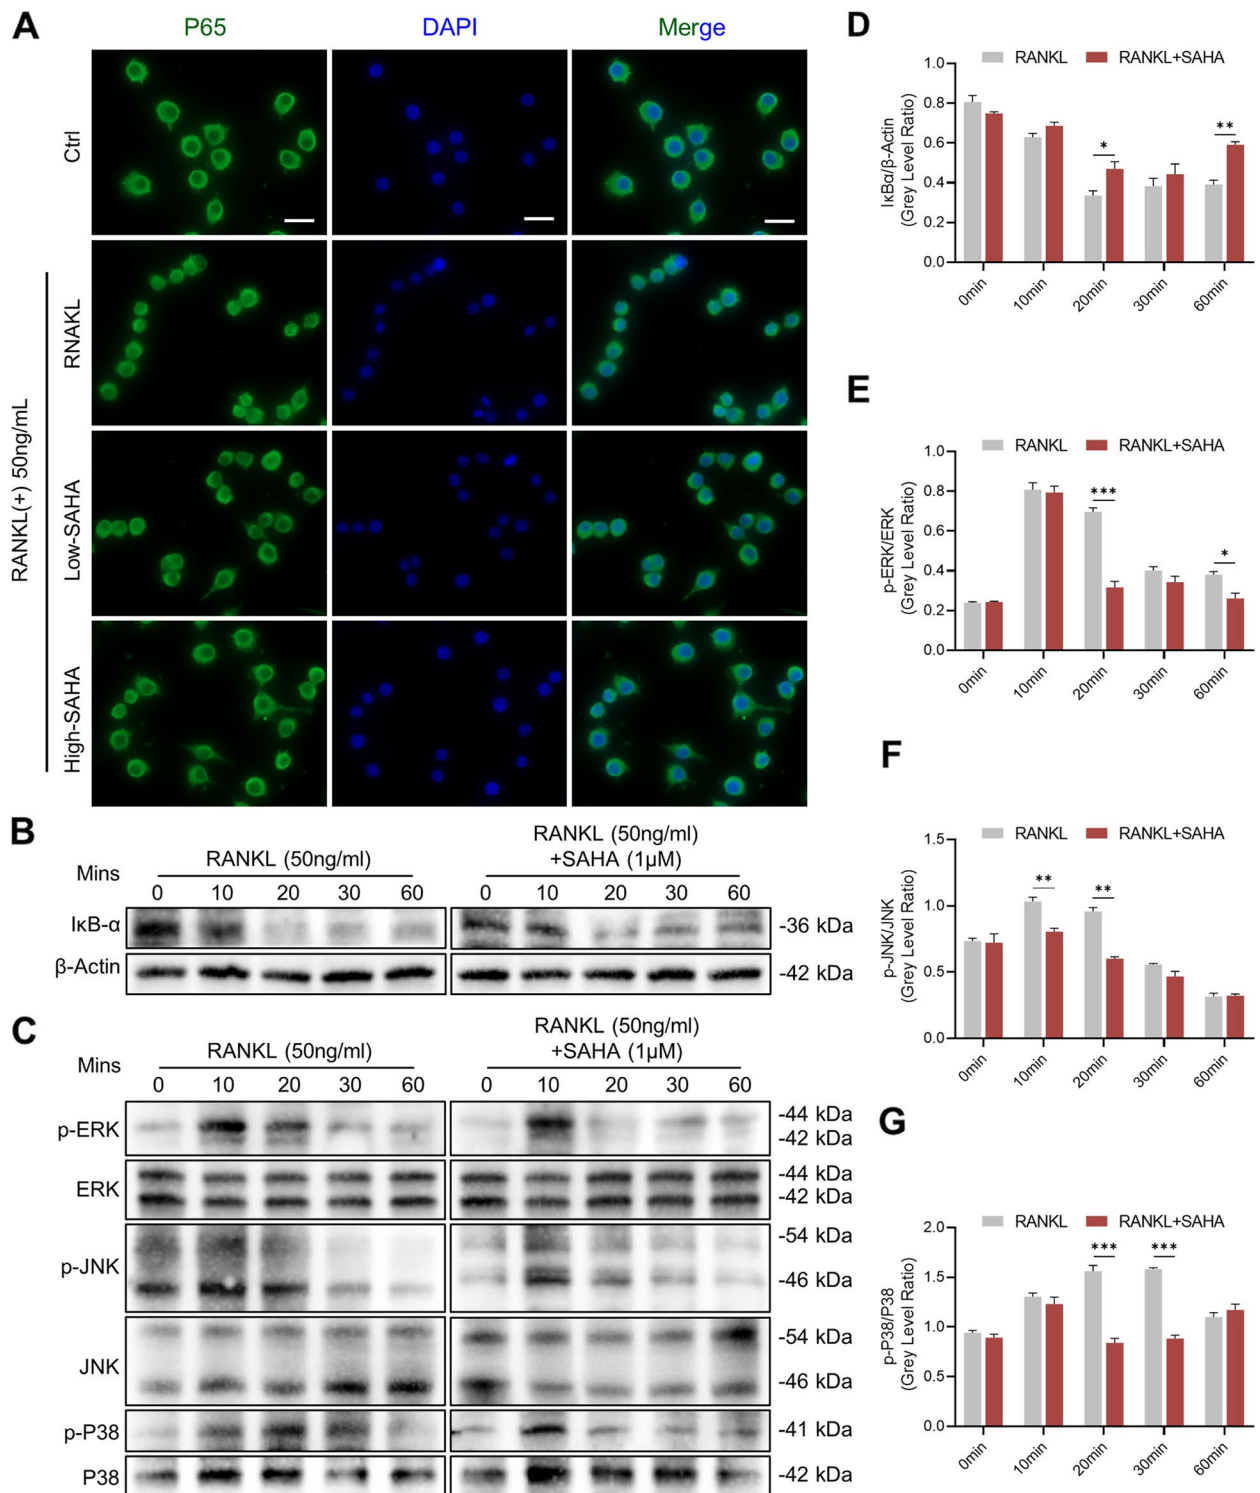 A
P65
DAPI
Merge
Ctrl
RANKL(+) 50ng/mL
RNAKL
Low-SAHA
High-SAHA
B
Mins
RANKL (50ng/ml)
RANKL (50ng/ml)
+SAHA (1μM)
0 10 20 30 60 0 10 20 30 60
IκB-α
-36 kDa
β-Actin
-42 kDa
C
Mins
RANKL (50ng/ml)
RANKL (50ng/ml)
+SAHA (1μM)
0 10 20 30 60 0 10 20 30 60
p-ERK
-44 kDa
-42 kDa
ERK
-44 kDa
-42 kDa
p-JNK
-54 kDa
-46 kDa
JNK
-54 kDa
-46 kDa
p-P38
-41 kDa
P38
-42 kDa
D
RANKL RANKL+SAHA
IκBα/β-Actin
(Grey Level Ratio)
1.0
0.8
0.6
0.4
0.2
0.0
*
**
0min 10min 20min 30min 60min
E
RANKL RANKL+SAHA
p-ERK/ERK
(Grey Level Ratio)
1.0
0.8
0.6
0.4
0.2
0.0
***
*
0min 10min 20min 30min 60min
F
RANKL RANKL+SAHA
p-JNK/JNK
(Grey Level Ratio)
1.5
1.0
0.5
0.0
**
**
0min 10min 20min 30min 60min
G
RANKL RANKL+SAHA
p-P38/P38
(Grey Level Ratio)
2.0
1.5
1.0
0.5
0.0
***
***
0min 10min 20min 30min 60min